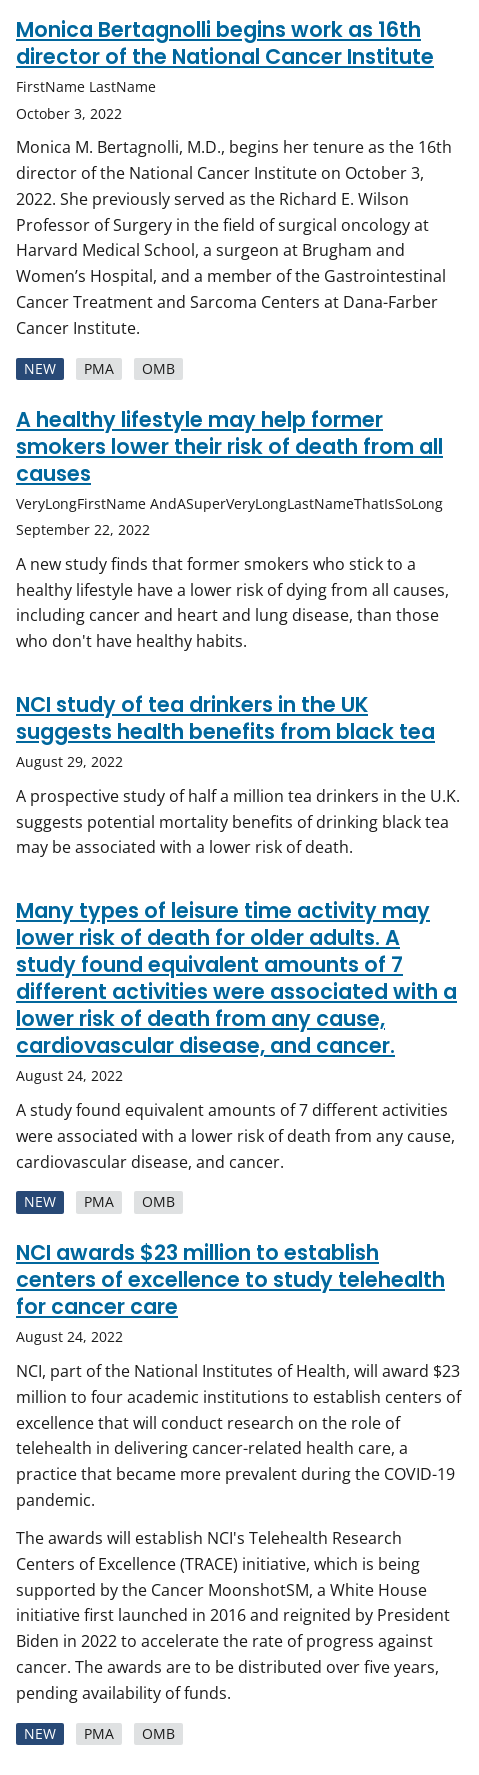 Monica Bertagnolli begins work as 16th
director of the National Cancer Institute
FirstName LastName
October 3, 2022
Monica M. Bertagnolli, M.D., begins her tenure as the 16th
director of the National Cancer Institute on October 3,
2022. She previously served as the Richard E. Wilson
Professor of Surgery in the field of surgical oncology at
Harvard Medical School, a surgeon at Brugham and
Women’s Hospital, and a member of the Gastrointestinal
Cancer Treatment and Sarcoma Centers at Dana-Farber
Cancer Institute.
NEW PMA OMB
A healthy lifestyle may help former
smokers lower their risk of death from all
causes
VeryLongFirstName AndASuperVeryLongLastNameThatIsSoLong
September 22, 2022
A new study finds that former smokers who stick to a
healthy lifestyle have a lower risk of dying from all causes,
including cancer and heart and lung disease, than those
who don't have healthy habits.
NCI study of tea drinkers in the UK
suggests health benefits from black tea
August 29, 2022
A prospective study of half a million tea drinkers in the U.K.
suggests potential mortality benefits of drinking black tea
may be associated with a lower risk of death.
Many types of leisure time activity may
lower risk of death for older adults. A
study found equivalent amounts of 7
different activities were associated with a
lower risk of death from any cause,
cardiovascular disease, and cancer.
August 24, 2022
A study found equivalent amounts of 7 different activities
were associated with a lower risk of death from any cause,
cardiovascular disease, and cancer.
NEW PMA OMB
NCI awards $23 million to establish
centers of excellence to study telehealth
for cancer care
August 24, 2022
NCI, part of the National Institutes of Health, will award $23
million to four academic institutions to establish centers of
excellence that will conduct research on the role of
telehealth in delivering cancer-related health care, a
practice that became more prevalent during the COVID-19
pandemic.
The awards will establish NCI's Telehealth Research
Centers of Excellence (TRACE) initiative, which is being
supported by the Cancer MoonshotSM, a White House
initiative first launched in 2016 and reignited by President
Biden in 2022 to accelerate the rate of progress against
cancer. The awards are to be distributed over five years,
pending availability of funds.
NEW PMA OMB